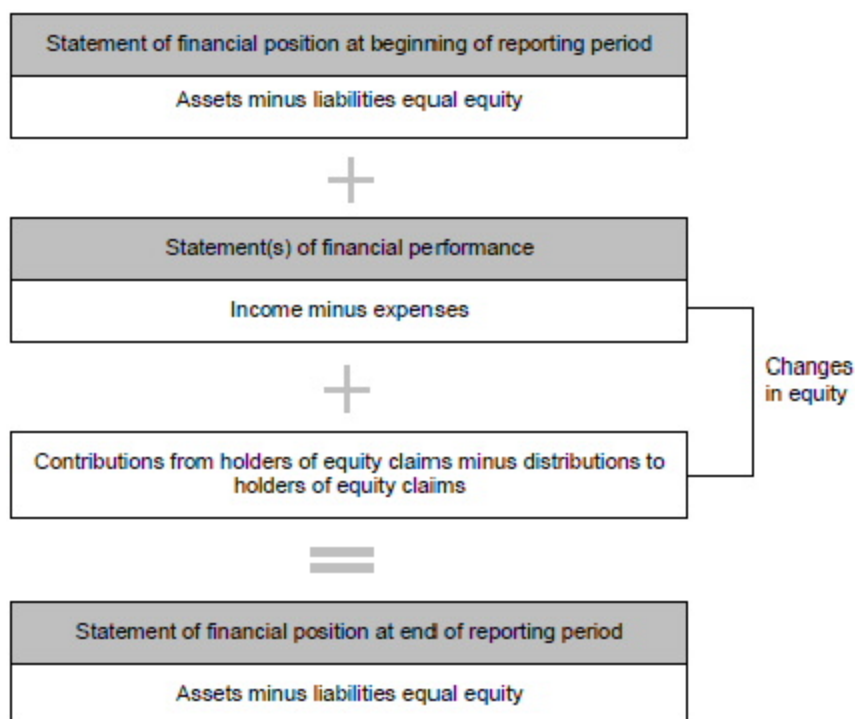 Statement of financial position at beginning of reporting period
Assets minus liabilities equal equity
+
Statement(s) of financial performance
Income minus expenses
+
Changes
in equity
Contributions from holders of equity claims minus distributions to
holders of equity claims
=
Statement of financial position at end of reporting period
Assets minus liabilities equal equity